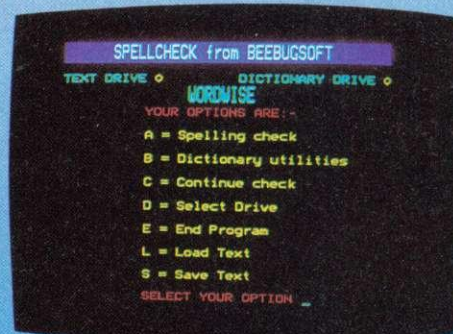 SPELLCHECK from BEEBUGSOFT
TEXT DRIVE 0 DICTIONARY DRIVE 0
WORDWISE
YOUR OPTIONS ARE:-
A = Spelling check
B = Dictionary utilities
C = Continue check
D = Select Drive
E = End Program
L = Load Text
S = Save Text
SELECT YOUR OPTION _